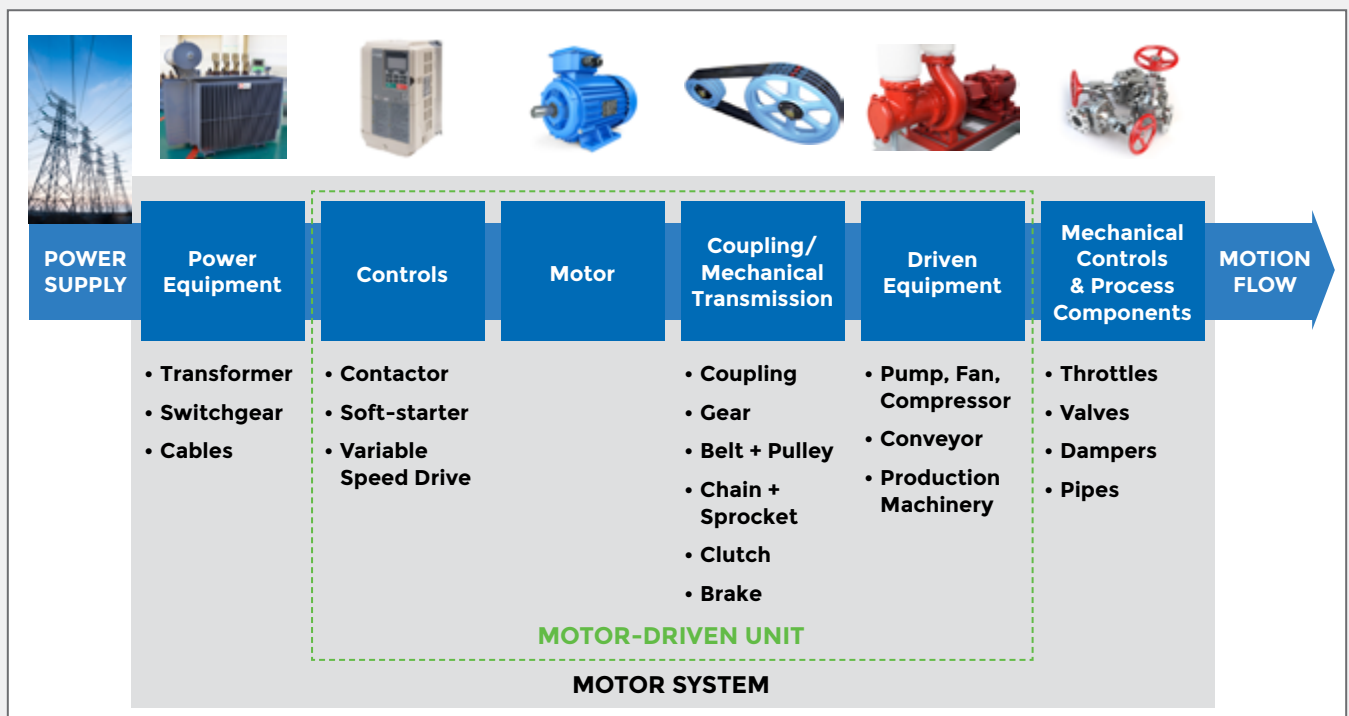 POWER
SUPPLY
Power
Equipment
Controls
Motor
Coupling/
Mechanical
Transmission
Driven
Equipment
Mechanical
Controls
& Process
Components
MOTION
FLOW
• Transformer
• Switchgear
• Cables
• Contactor
• Soft-starter
• Variable
Speed Drive
• Coupling
• Gear
• Belt + Pulley
• Chain +
Sprocket
• Clutch
• Brake
• Pump, Fan,
Compressor
• Conveyor
• Production
Machinery
• Throttles
• Valves
• Dampers
• Pipes
MOTOR-DRIVEN UNIT
MOTOR SYSTEM